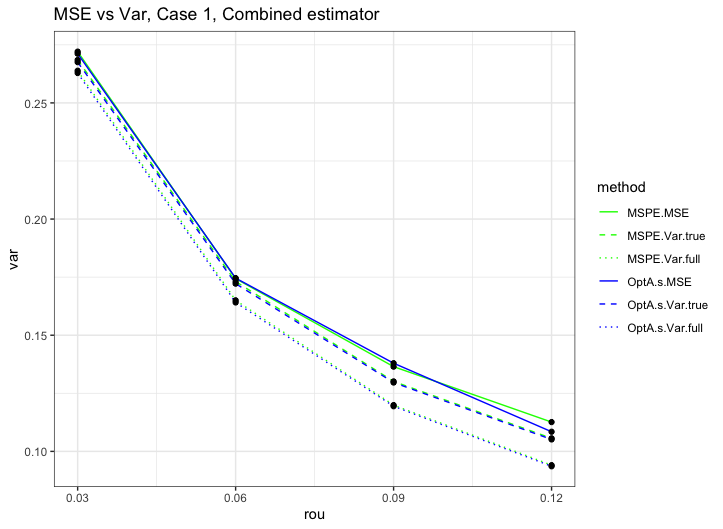 MSE vs Var, Case 1, Combined estimator
var
0.25
0.20
0.15
0.10
0.03
0.06
0.09
0.12
rou
method
MSPE.MSE
MSPE.Var.true
MSPE.Var.full
OptA.s.MSE
OptA.s.Var.true
OptA.s.Var.full